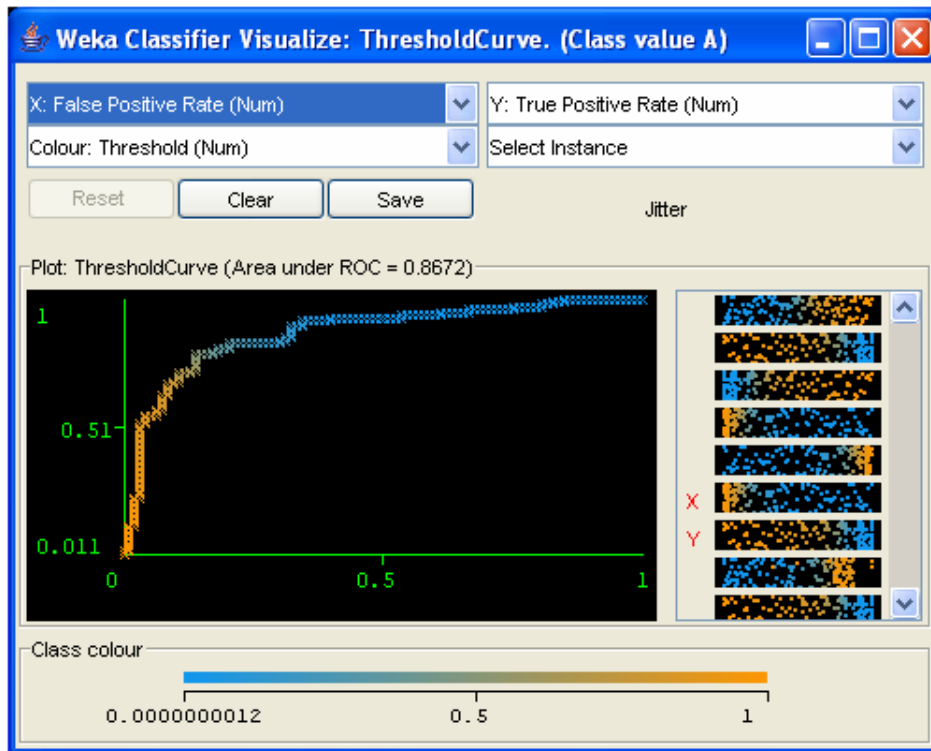 Weka Classifier Visualize: ThresholdCurve. (Class value A)
X: False Positive Rate (Num) Y: True Positive Rate (Num)
Colour: Threshold (Num) Select Instance
Reset Clear Save Jitter
Plot: ThresholdCurve (Area under ROC = 0.8672)
1
0.51
X
Y
0.011
0 0.5 1
Class colour
0.0000000012 0.5 1